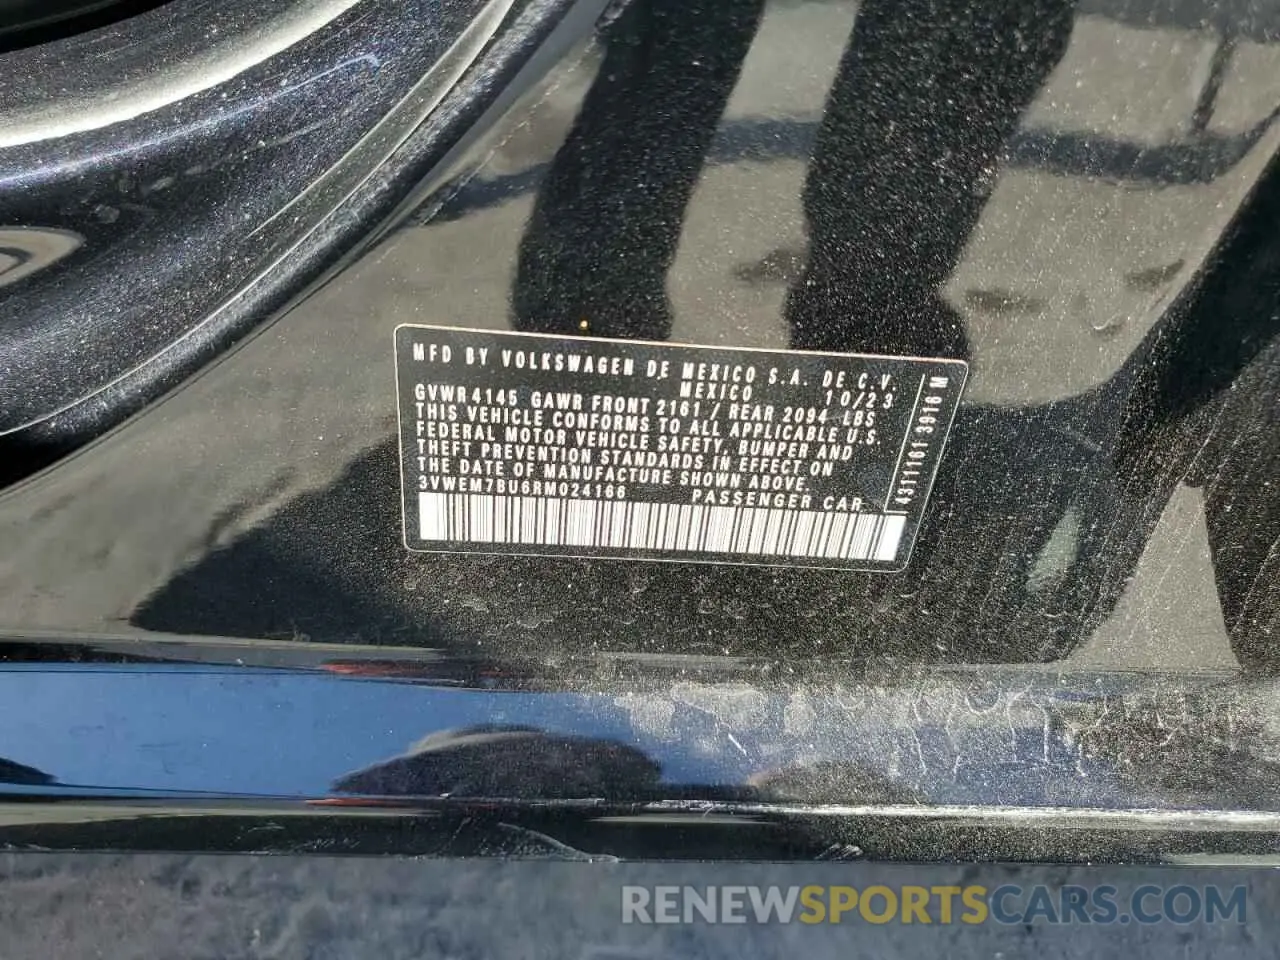 MFD BY VOLKSWAGEN DE MEXICO S.A. DE C.V.
MEXICO 10/23
GVWR 4145 GAWR FRONT 2161 / REAR 2094 LBS
THIS VEHICLE CONFORMS TO ALL APPLICABLE U.S.
FEDERAL MOTOR VEHICLE SAFETY, BUMPER AND
THEFT PREVENTION STANDARDS IN EFFECT ON
THE DATE OF MANUFACTURE SHOWN ABOVE.
3VWEM7BU6RM024166 PASSENGER CAR
4311161 3916 M
RENEWSPORTSCARS.COM